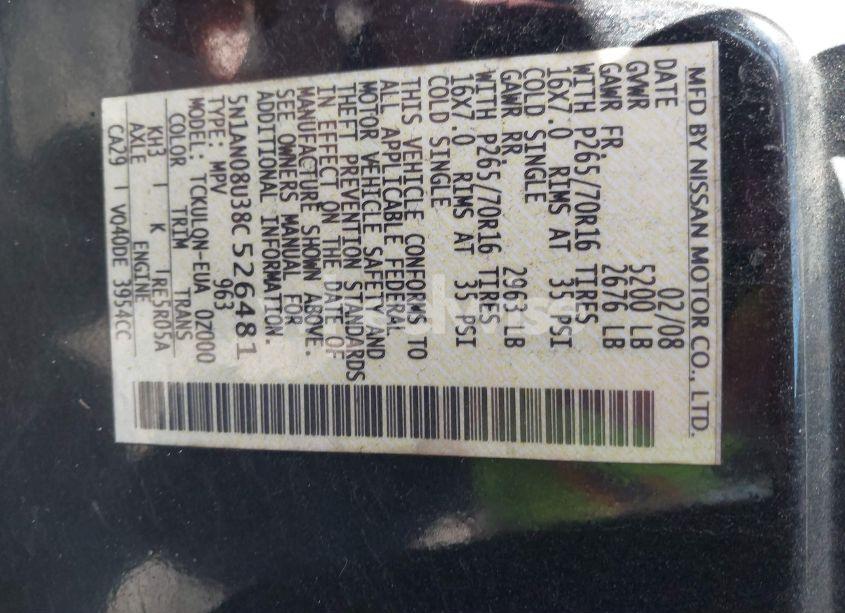 MFD BY NISSAN MOTOR CO., LTD.
DATE 02/08
GVWR 5200 LB
GAWR FR. 2676 LB
WITH P265/70R16 TIRES
16X7.0 RIMS AT 35 PSI
COLD SINGLE
GAWR RR. 2963 LB
WITH P265/70R16 TIRES
16X7.0 RIMS AT 35 PSI
COLD SINGLE
THIS VEHICLE CONFORMS TO
ALL APPLICABLE FEDERAL
MOTOR VEHICLE SAFETY AND
THEFT PREVENTION STANDARDS
IN EFFECT ON THE DATE OF
MANUFACTURE SHOWN ABOVE.
SEE OWNERS MANUAL FOR
ADDITIONAL INFORMATION.
5N1AN08U38C526481
TYPE: MPV 963
MODEL: TCKULQN-EUA 0Z000
COLOR TRIM TRANS
KH3 | K | RE5R05A
AXLE ENGINE
CA29 | VQ40DE 3954CC